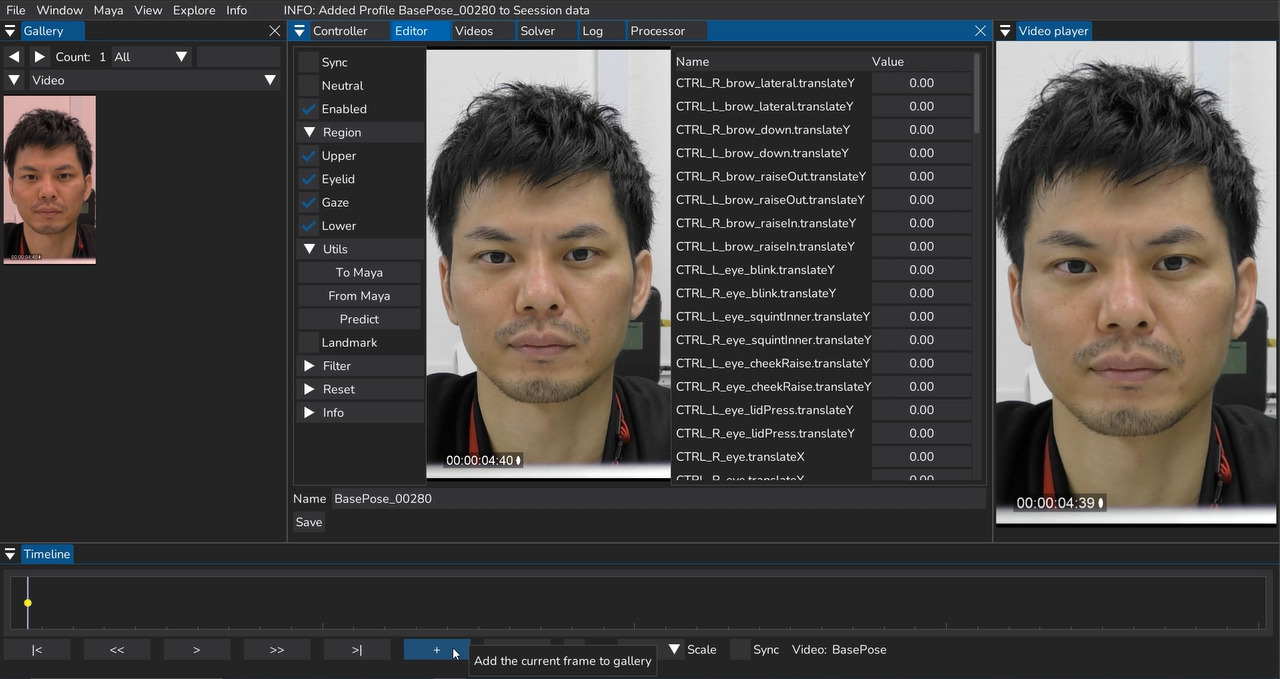 File Window Maya View Explore Info INFO: Added Profile BasePose_00280 to Seession data
Gallery
Controller Editor Videos Solver Log Processor
Video player
Count: 1 All
Video
00:00:04:40
Sync
Neutral
Enabled
Region
Upper
Eyelid
Gaze
Lower
Utils
To Maya
From Maya
Predict
Landmark
Filter
Reset
Info
00:00:04:40
Name Value
CTRL_R_brow_lateral.translateY 0.00
CTRL_L_brow_lateral.translateY 0.00
CTRL_R_brow_down.translateY 0.00
CTRL_L_brow_down.translateY 0.00
CTRL_R_brow_raiseOut.translateY 0.00
CTRL_L_brow_raiseOut.translateY 0.00
CTRL_R_brow_raiseIn.translateY 0.00
CTRL_L_brow_raiseIn.translateY 0.00
CTRL_L_eye_blink.translateY 0.00
CTRL_R_eye_blink.translateY 0.00
CTRL_L_eye_squintInner.translateY 0.00
CTRL_R_eye_squintInner.translateY 0.00
CTRL_L_eye_cheekRaise.translateY 0.00
CTRL_R_eye_cheekRaise.translateY 0.00
CTRL_L_eye_lidPress.translateY 0.00
CTRL_R_eye_lidPress.translateY 0.00
CTRL_R_eye.translateX 0.00
CTRL_R_eye.translateY 0.00
00:00:04:39
Name BasePose_00280
Save
Timeline
|< << > >> >| + Scale Sync Video: BasePose
Add the current frame to gallery